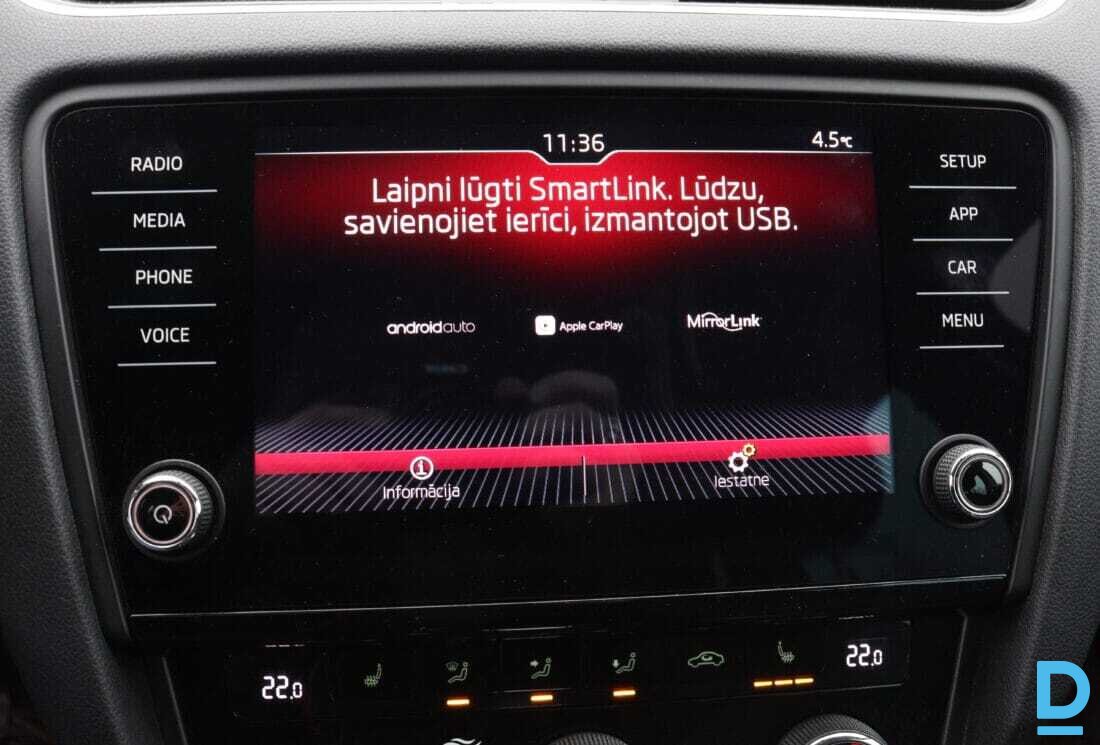 11:36
4.5°C
RADIO
MEDIA
PHONE
VOICE
Laipni lūgti SmartLink. Lūdzu,
savienojiet ierīci, izmantojot USB.
SETUP
APP
CAR
MENU
androidauto
Apple CarPlay
MirrorLink
Informācija
Iestatne
22.0
22.0
D